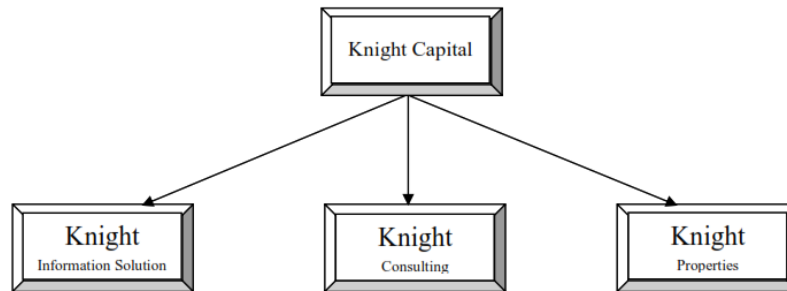 Knight Capital
Knight
Information Solution
Knight
Consulting
Knight
Properties